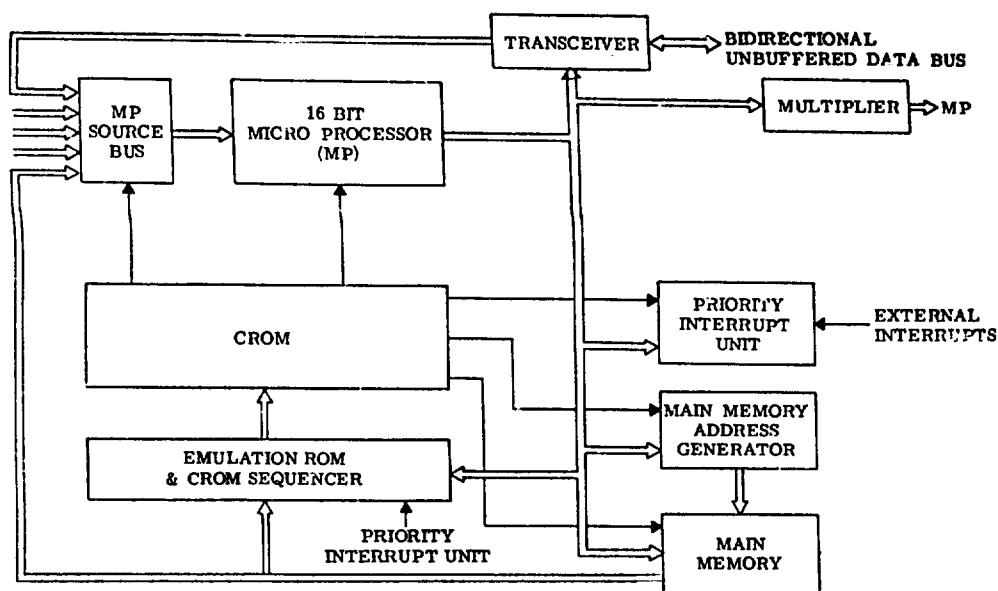 TRANSCEIVER
BIDIRECTIONAL
UNBUFFERED DATA BUS
MP
SOURCE
BUS
16 BIT
MICRO PROCESSOR
(MP)
MULTIPLIER
MP
CROM
PRIORITY
INTERRUPT
UNIT
EXTERNAL
INTERRUPTS
MAIN MEMORY
ADDRESS
GENERATOR
EMULATION ROM
& CROM SEQUENCER
PRIORITY
INTERRUPT UNIT
MAIN
MEMORY